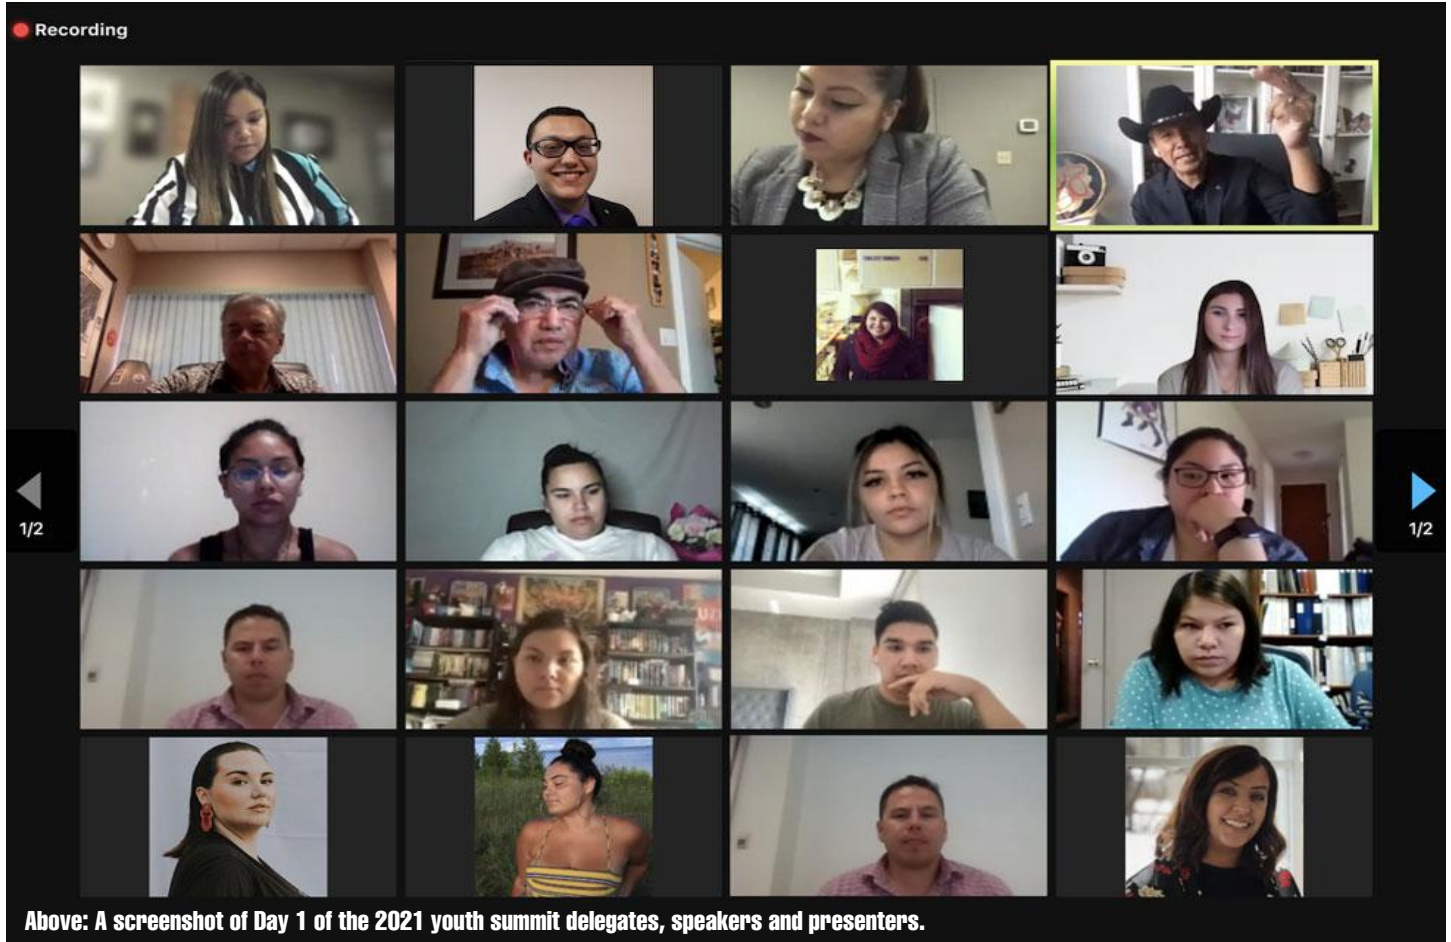 Recording
1/2
1/2
Above: A screenshot of Day 1 of the 2021 youth summit delegates, speakers and presenters.